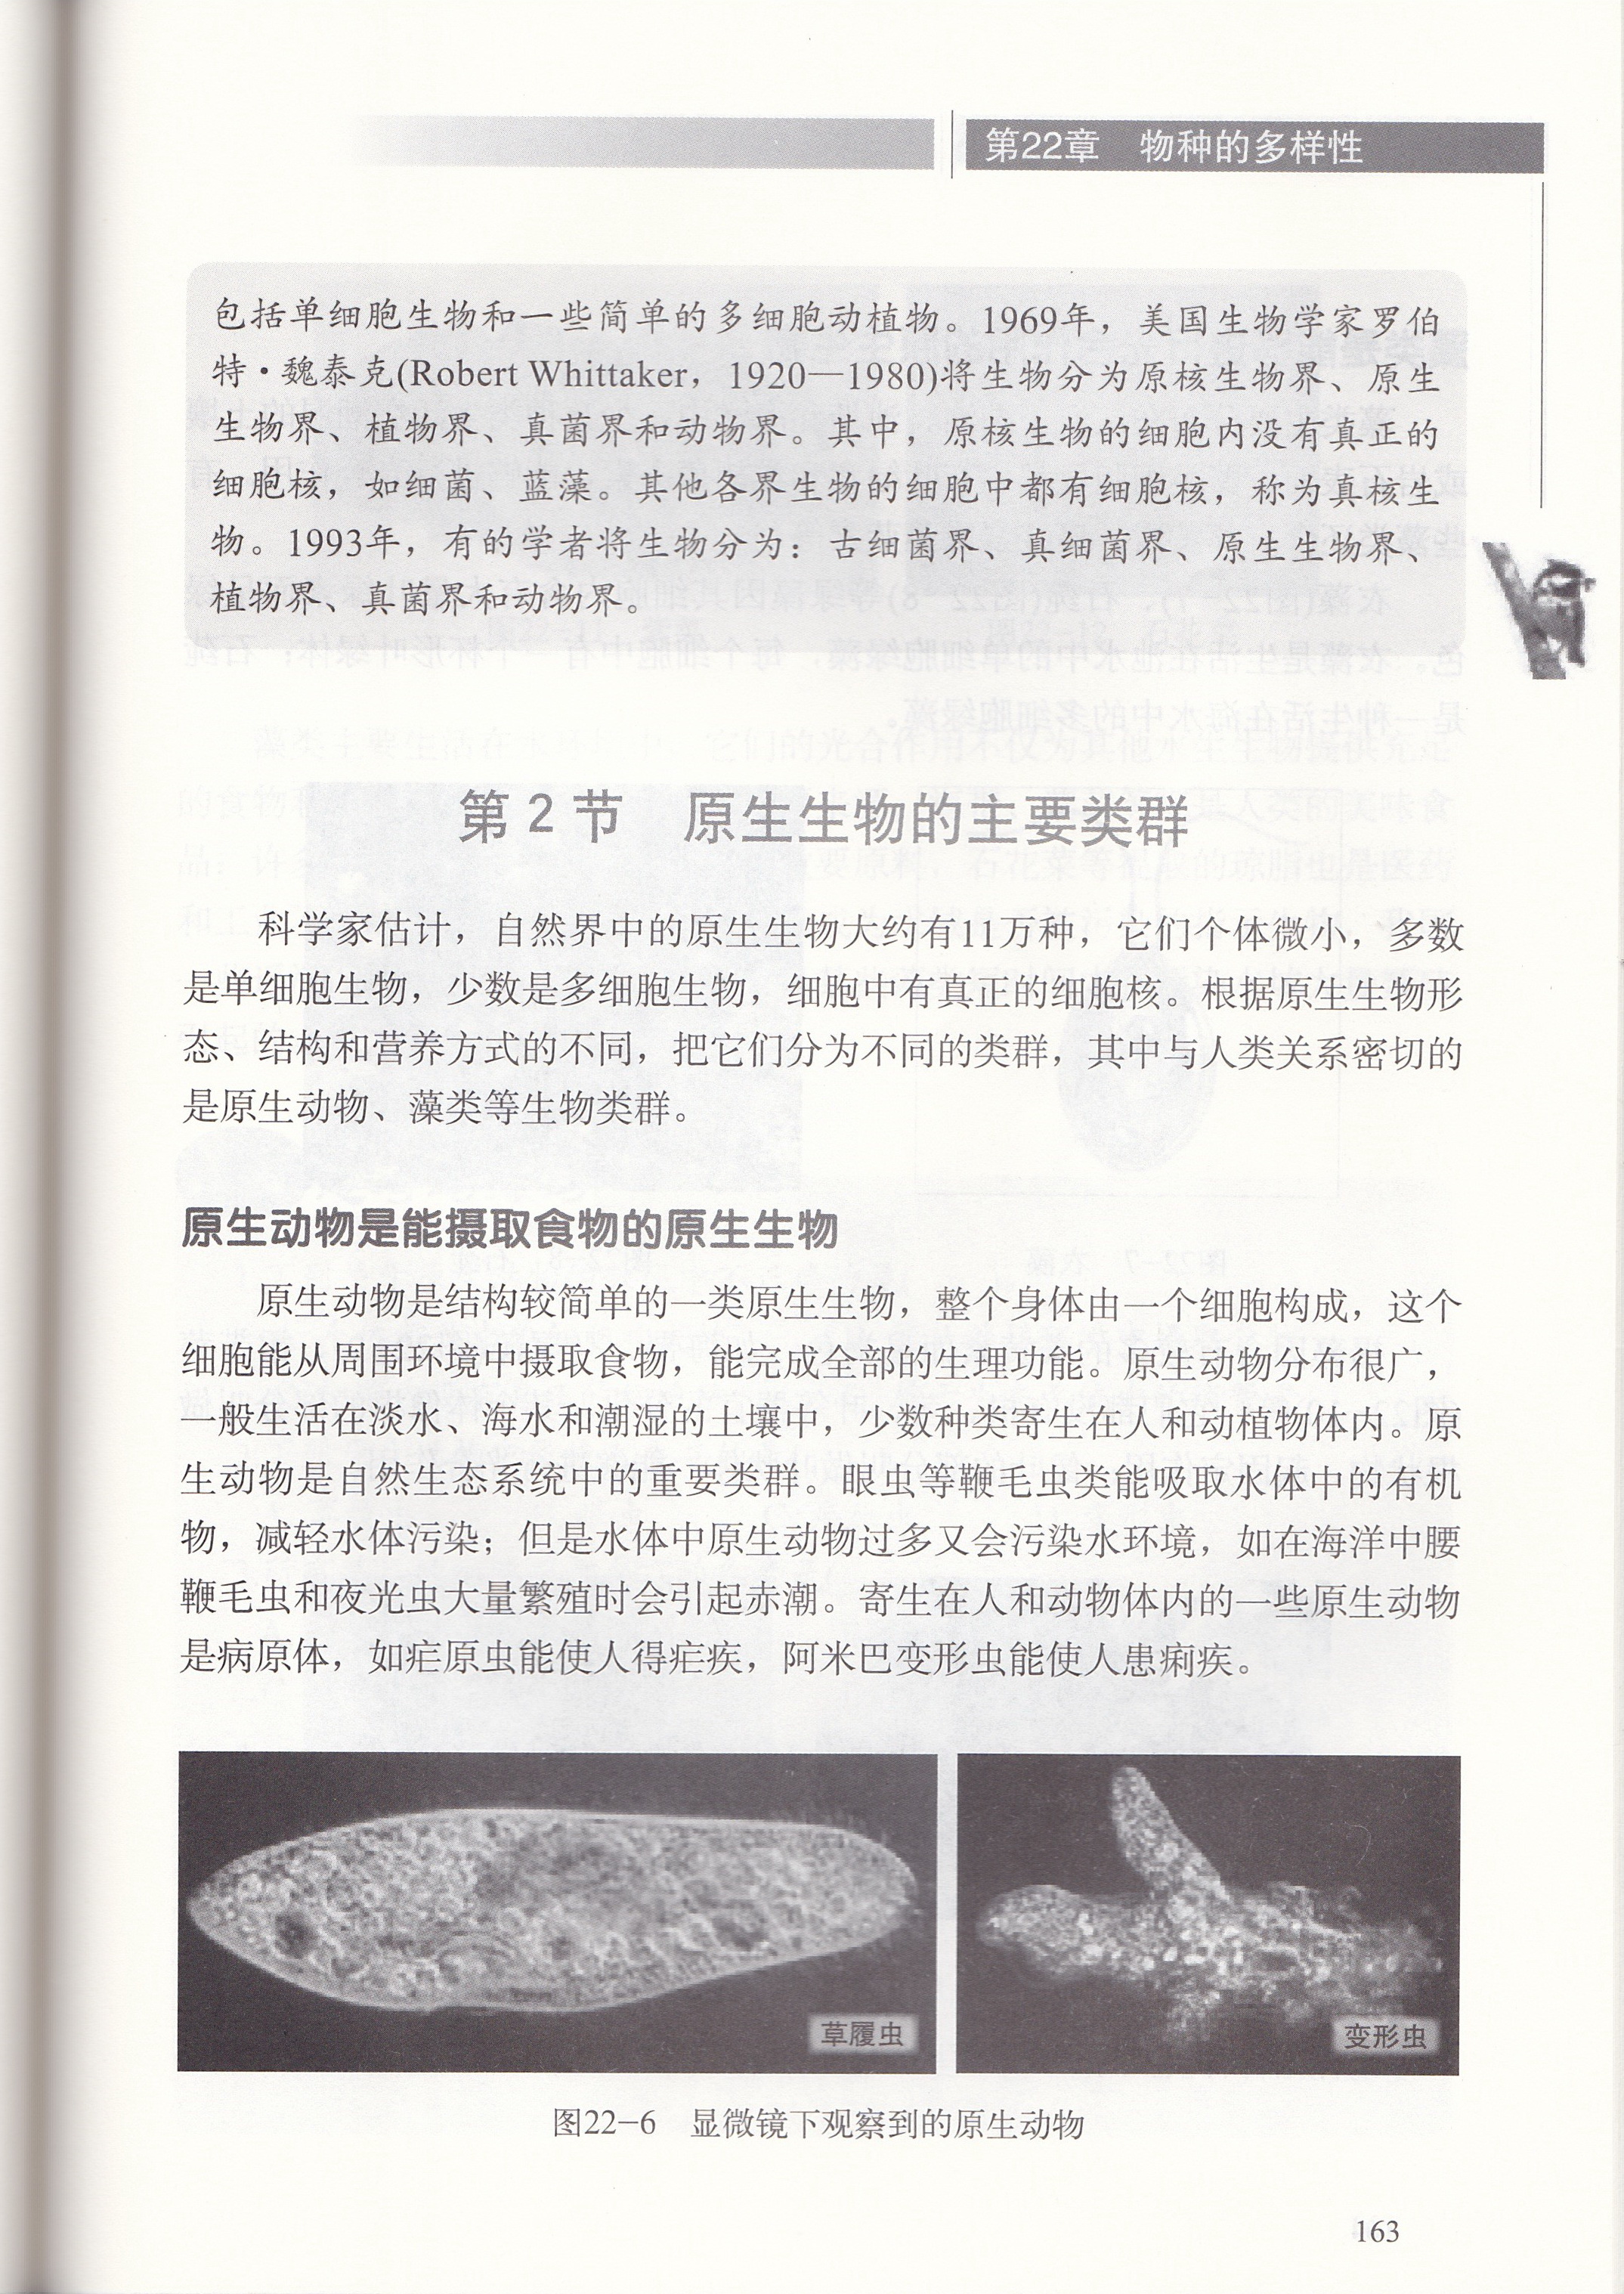 第22章 物种的多样性
包括单细胞生物和一些简单的多细胞动植物。1969年，美国生物学家罗伯
特·魏泰克(Robert Whittaker，1920—1980)将生物分为原核生物界、原生
生物界、植物界、真菌界和动物界。其中，原核生物的细胞内没有真正的
细胞核，如细菌、蓝藻。其他各界生物的细胞中都有细胞核，称为真核生
物。1993年，有的学者将生物分为：古细菌界、真细菌界、原生生物界、
植物界、真菌界和动物界。
第 2 节 原生生物的主要类群
科学家估计，自然界中的原生生物大约有11万种，它们个体微小，多数
是单细胞生物，少数是多细胞生物，细胞中有真正的细胞核。根据原生生物形
态、结构和营养方式的不同，把它们分为不同的类群，其中与人类关系密切的
是原生动物、藻类等生物类群。
原生动物是能摄取食物的原生生物
原生动物是结构较简单的一类原生生物，整个身体由一个细胞构成，这个
细胞能从周围环境中摄取食物，能完成全部的生理功能。原生动物分布很广，
一般生活在淡水、海水和潮湿的土壤中，少数种类寄生在人和动植物体内。原
生动物是自然生态系统中的重要类群。眼虫等鞭毛虫类能吸取水体中的有机
物，减轻水体污染；但是水体中原生动物过多又会污染水环境，如在海洋中腰
鞭毛虫和夜光虫大量繁殖时会引起赤潮。寄生在人和动物体内的一些原生动物
是病原体，如疟原虫能使人得疟疾，阿米巴变形虫能使人患痢疾。
草履虫
变形虫
图22-6 显微镜下观察到的原生动物
163